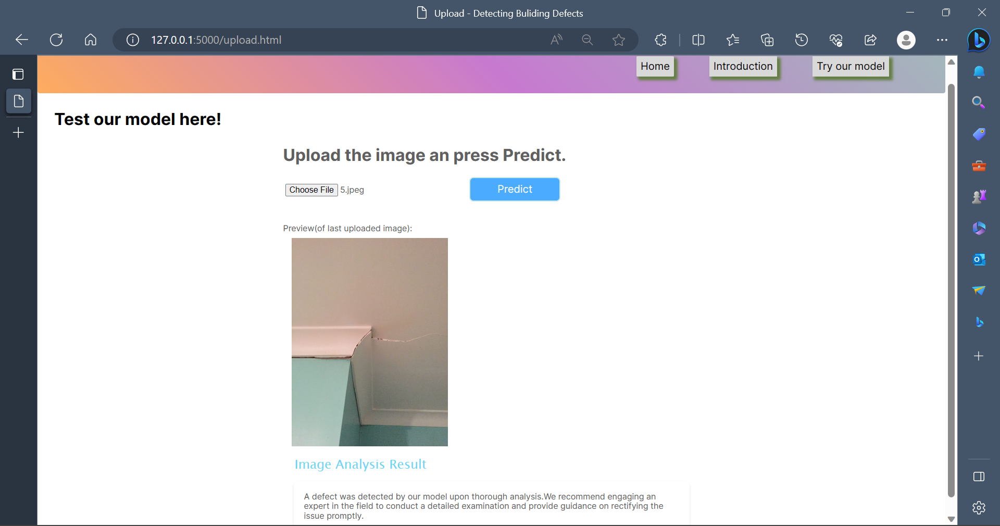 Upload - Detecting Buliding Defects
127.0.0.1:5000/upload.html
Home
Introduction
Try our model
Test our model here!
Upload the image an press Predict.
Choose File 5.jpeg
Predict
Preview(of last uploaded image):
Image Analysis Result
A defect was detected by our model upon thorough analysis.We recommend engaging an
expert in the field to conduct a detailed examination and provide guidance on rectifying the
issue promptly.